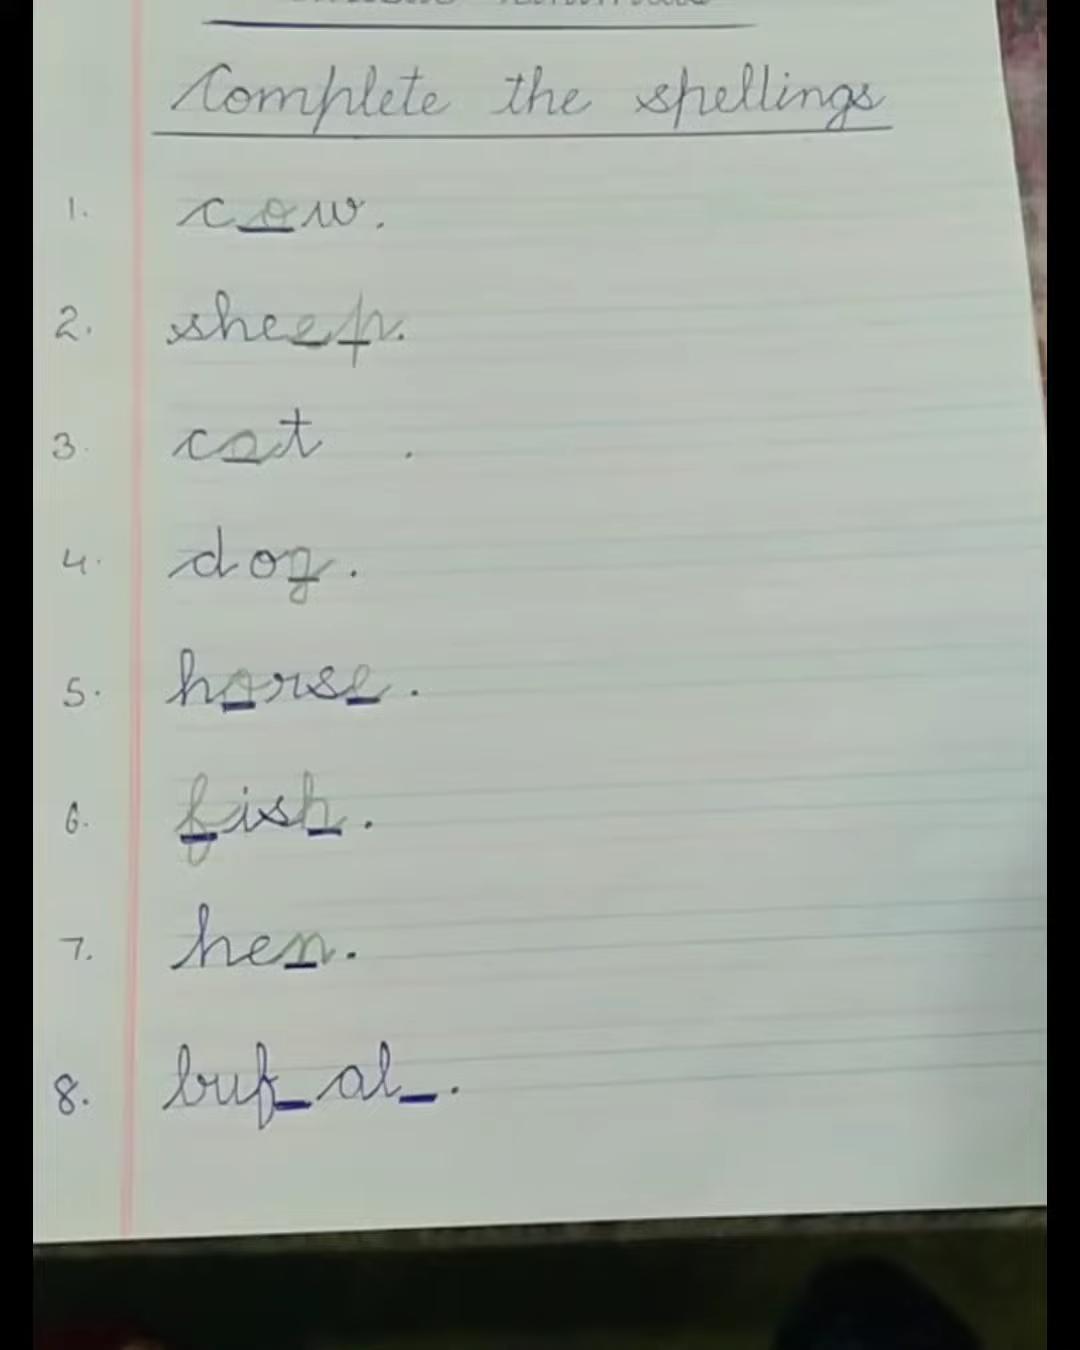 Complete the spellings
1. cow.
2. sheep.
3. cat .
4. dog.
5. horse.
6. fish.
7. hen.
8. buf_al_.